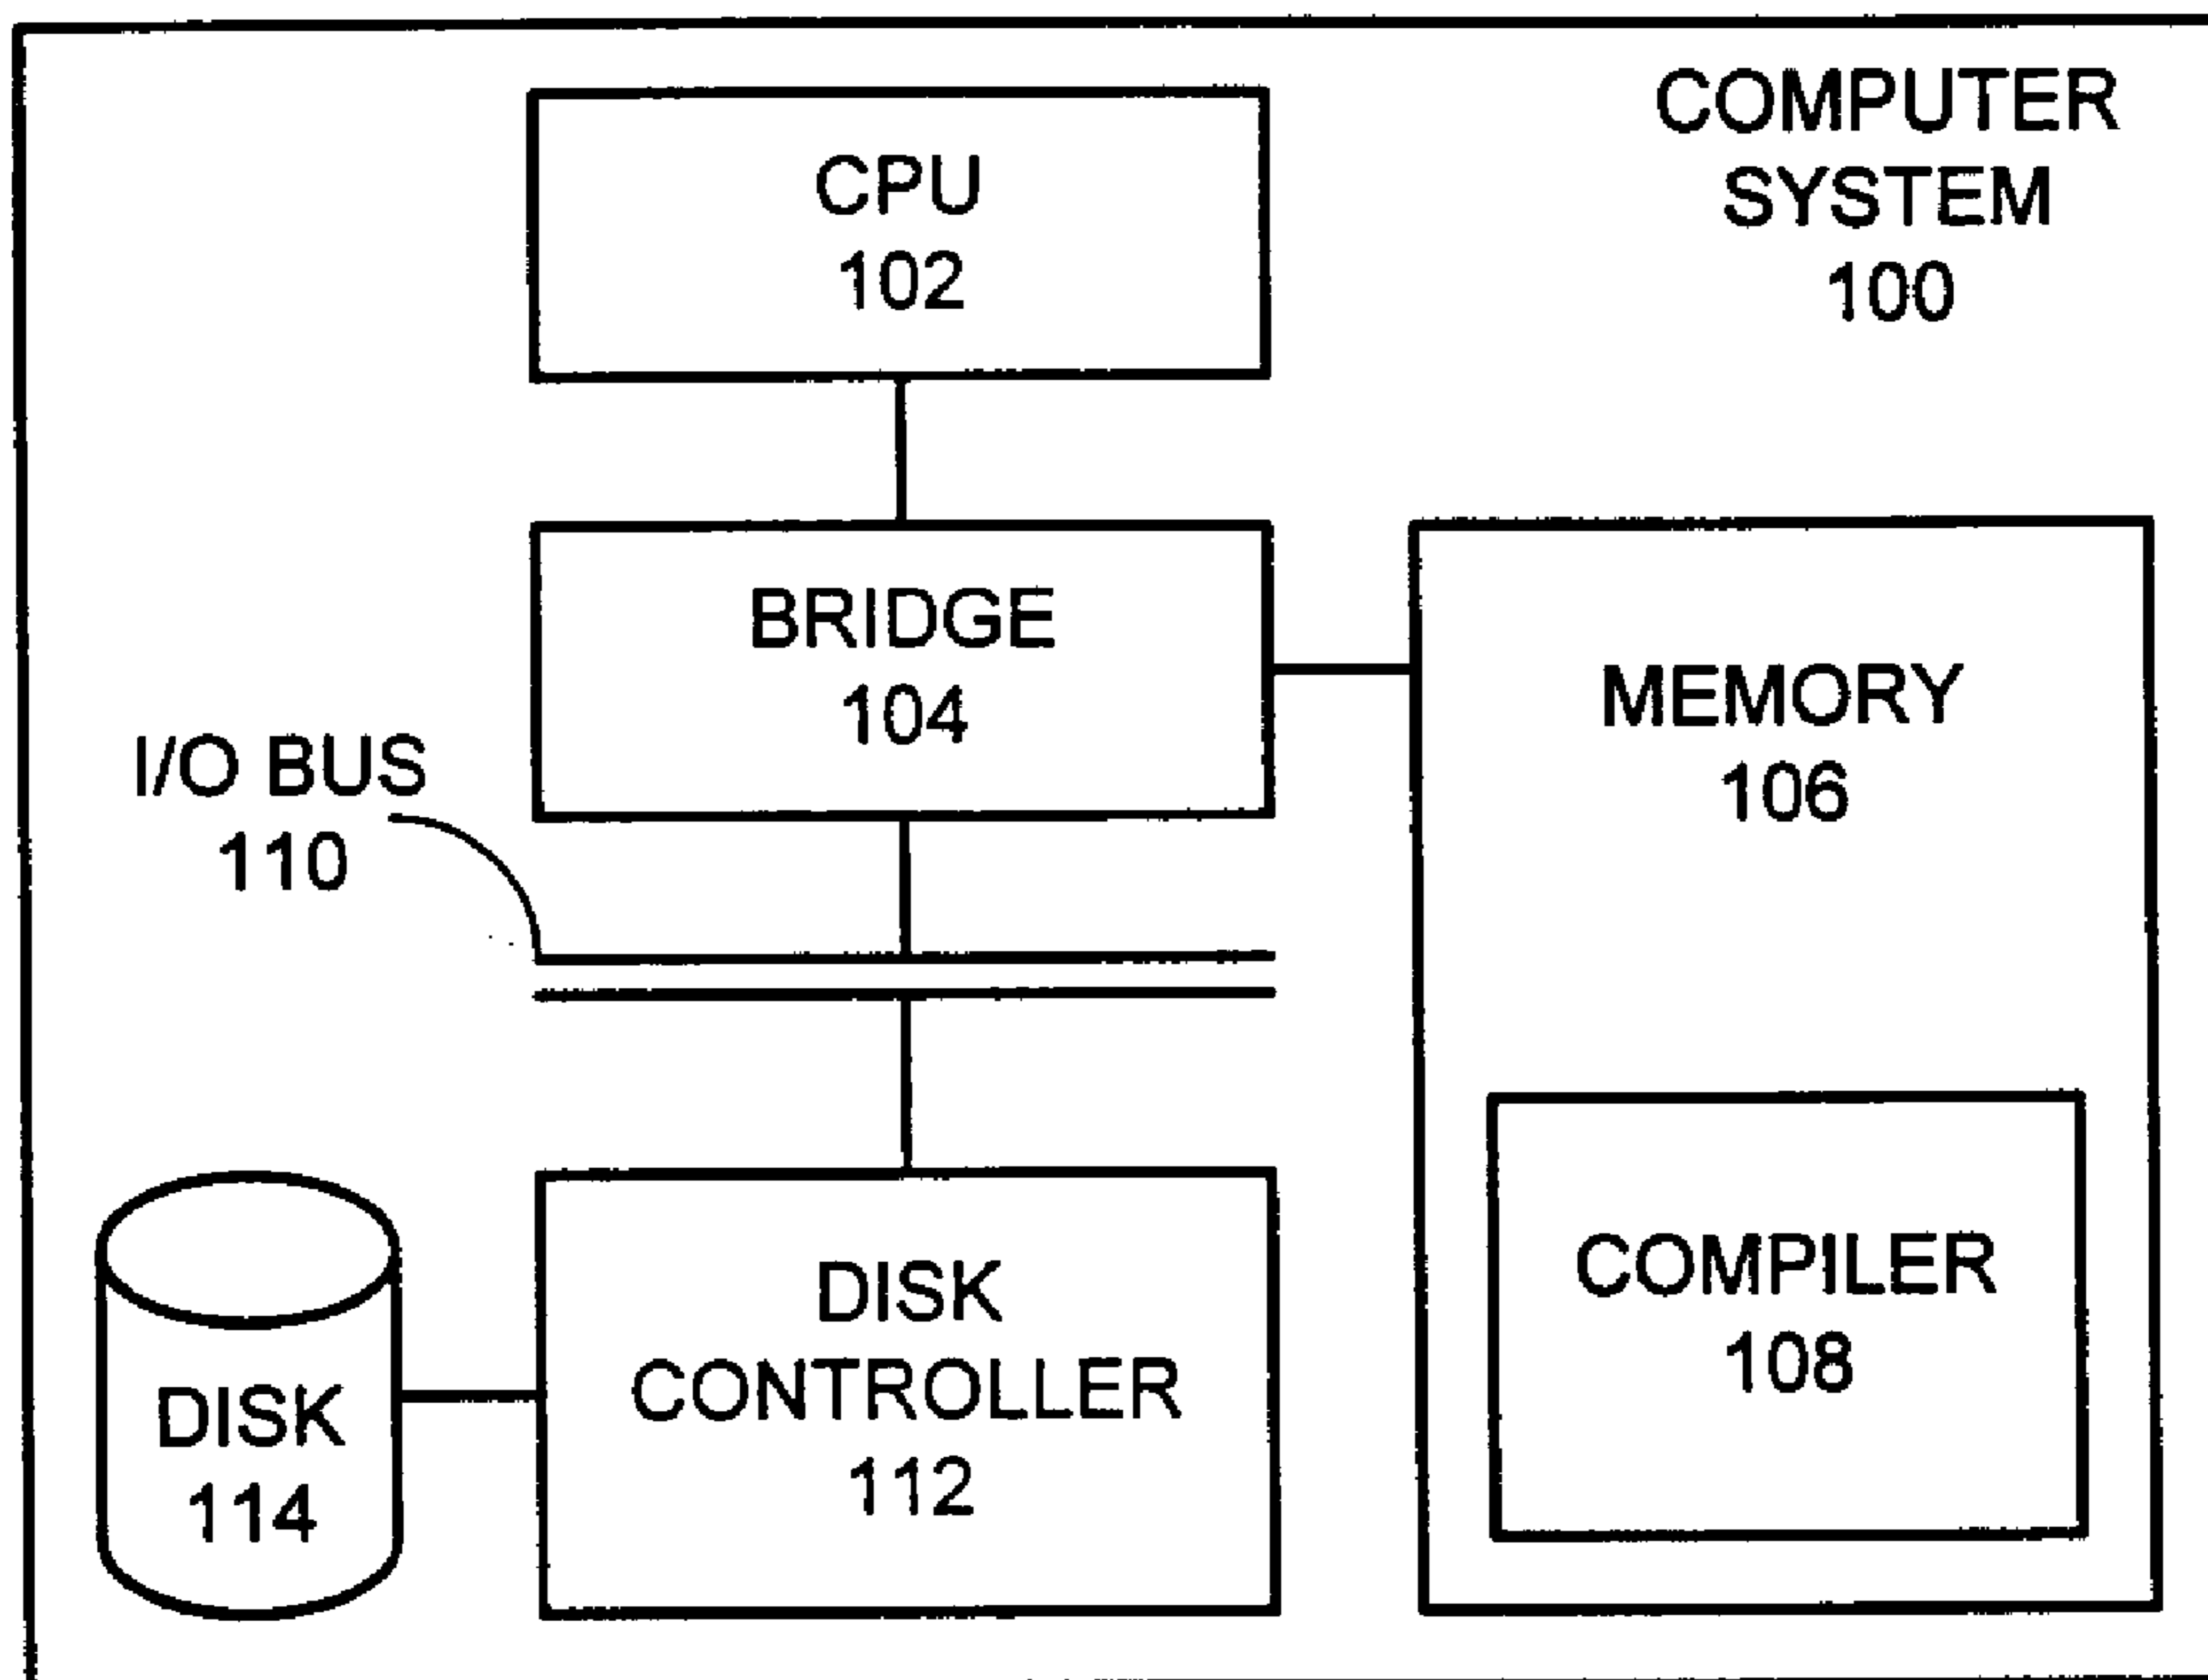 COMPUTER
SYSTEM
100
CPU
102
BRIDGE
104
MEMORY
106
I/O BUS
110
COMPILER
108
DISK
CONTROLLER
112
DISK
114